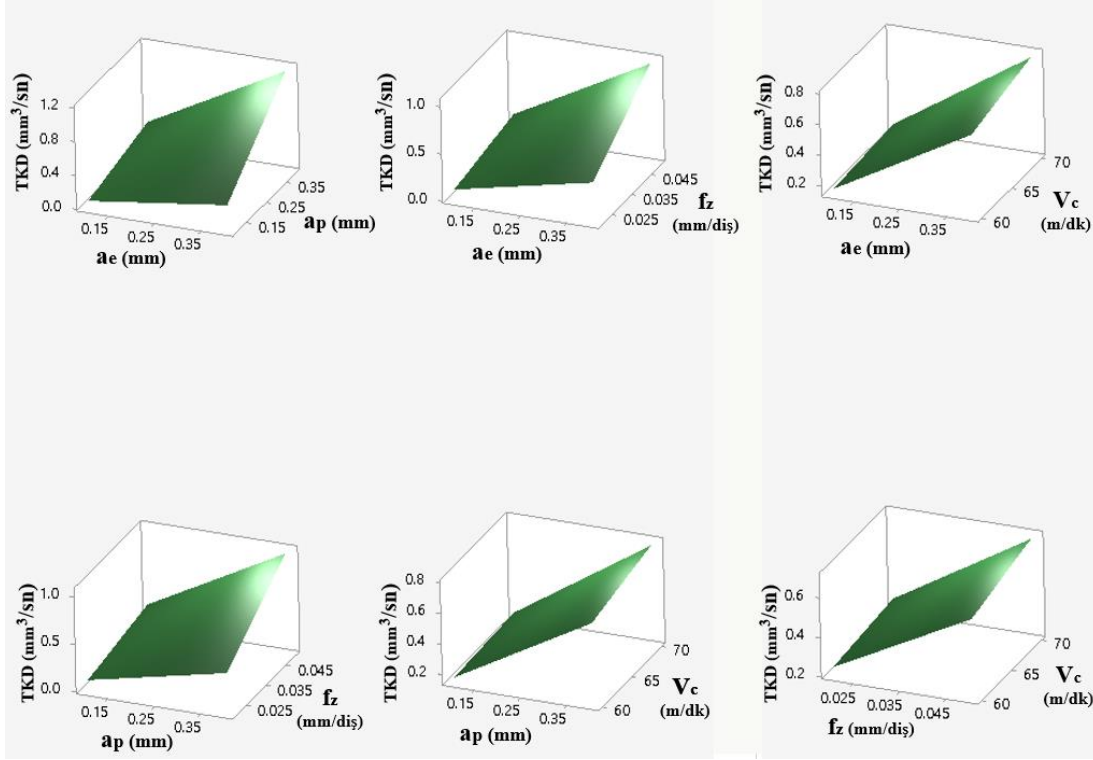 TKD (mm³/sn)
1.2
0.8
0.4
0.0
0.15
0.25
0.35
ae (mm)
0.15
0.25
0.35
ap (mm)
TKD (mm³/sn)
1.0
0.5
0.0
0.15
0.25
0.35
ae (mm)
0.025
0.035
0.045
fz
(mm/diş)
TKD (mm³/sn)
0.8
0.6
0.4
0.2
0.15
0.25
0.35
ae (mm)
60
65
70
Vc
(m/dk)
TKD (mm³/sn)
1.0
0.5
0.0
0.15
0.25
0.35
ap (mm)
0.025
0.035
0.045
fz
(mm/diş)
TKD (mm³/sn)
0.8
0.6
0.4
0.2
0.15
0.25
0.35
ap (mm)
60
65
70
Vc
(m/dk)
TKD (mm³/sn)
0.6
0.4
0.2
0.025
0.035
0.045
fz (mm/diş)
60
65
70
Vc
(m/dk)